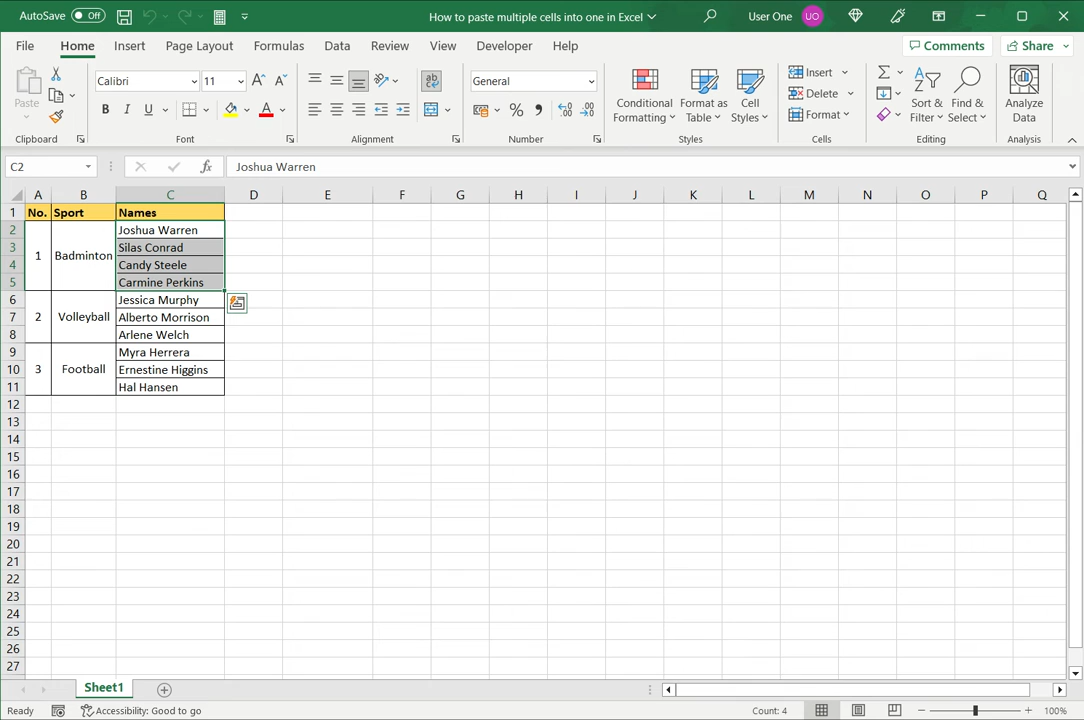 AutoSave Off How to paste multiple cells into one in Excel User One UO
File Home Insert Page Layout Formulas Data Review View Developer Help Comments Share
Paste Calibri 11 A A ab c General Conditional Formatting Format as Table Cell Styles Insert Delete Format Sort & Filter Find & Select Analyze Data
B I U A % 9 .00 .00
Clipboard Font Alignment Number Styles Cells Editing Analysis
C2 fx Joshua Warren
A B C D E F G H I J K L M N O P Q
1 No. Sport Names
2 Joshua Warren
3 Silas Conrad
1 Badminton
4 Candy Steele
5 Carmine Perkins
6 Jessica Murphy
7 2 Volleyball Alberto Morrison
8 Arlene Welch
9 Myra Herrera
10 3 Football Ernestine Higgins
11 Hal Hansen
12
13
14
15
16
17
18
19
20
21
22
23
24
25
26
27
Sheet1
Ready Accessibility: Good to go Count: 4 100%